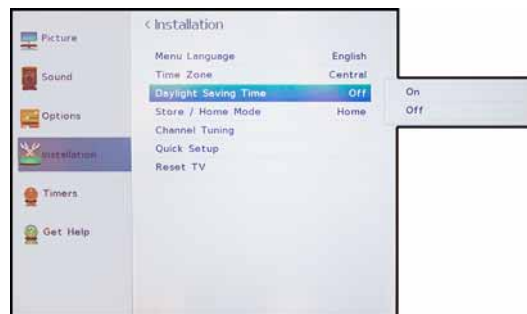 Picture
Sound
Options
Installation
Timers
Get Help
< Installation
Menu Language English
Time Zone Central
Daylight Saving Time Off
Store / Home Mode Home
Channel Tuning
Quick Setup
Reset TV
On
Off